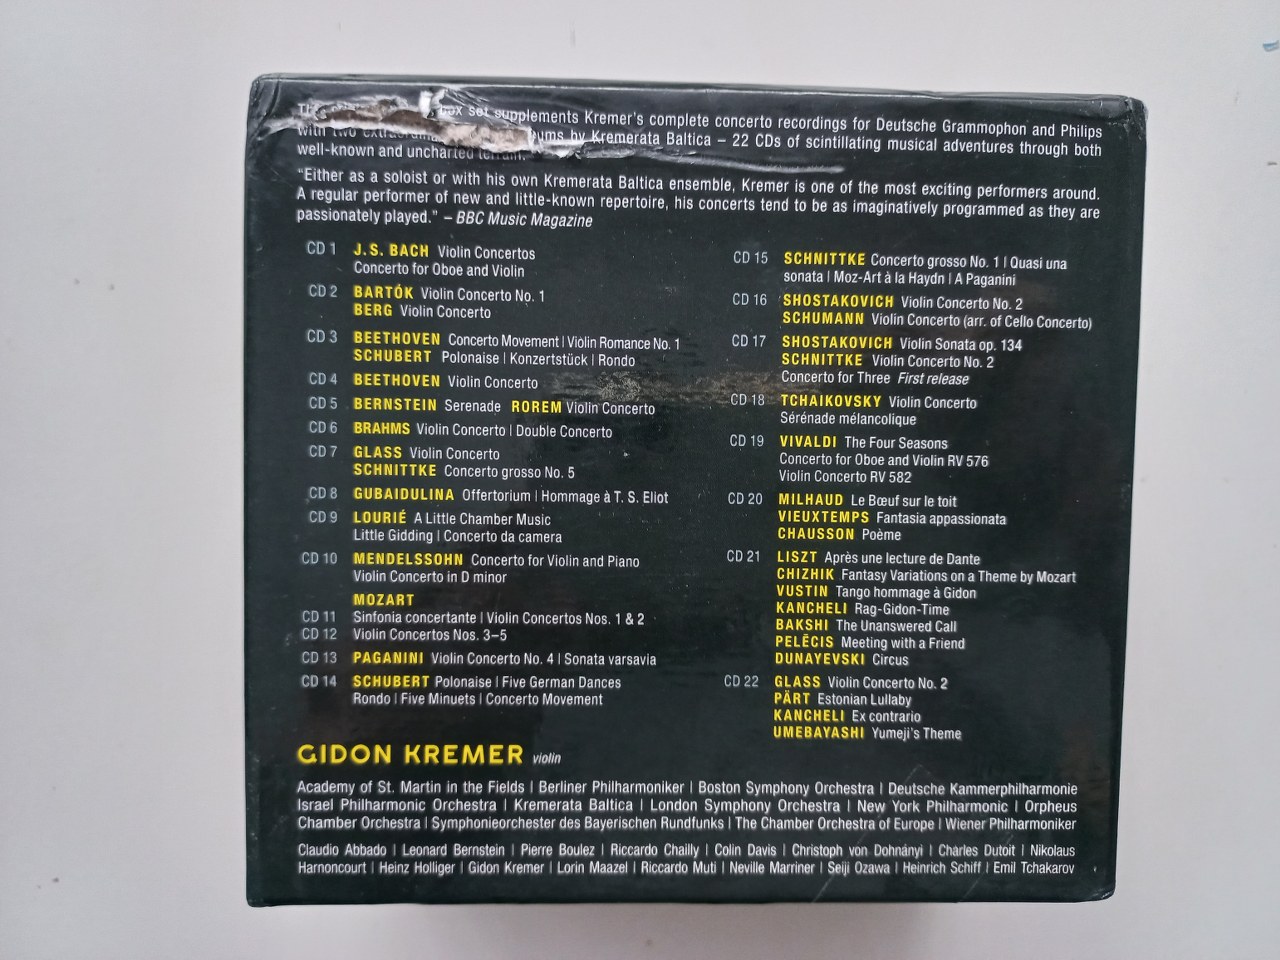 box set supplements Kremer's complete concerto recordings for Deutsche Grammophon and Philips
with two by Kremerata Baltica – 22 CDs of scintillating musical adventures through both
well-known and uncharted terrain.
“Either as a soloist or with his own Kremerata Baltica ensemble, Kremer is one of the most exciting performers around.
A regular performer of new and little-known repertoire, his concerts tend to be as imaginatively programmed as they are
passionately played.” – BBC Music Magazine
CD 1 J.S. BACH Violin Concertos
Concerto for Oboe and Violin
CD 2 BARTÓK Violin Concerto No. 1
BERG Violin Concerto
CD 3 BEETHOVEN Concerto Movement | Violin Romance No. 1
SCHUBERT Polonaise | Konzertstück | Rondo
CD 4 BEETHOVEN Violin Concerto
CD 5 BERNSTEIN Serenade ROREM Violin Concerto
CD 6 BRAHMS Violin Concerto | Double Concerto
CD 7 GLASS Violin Concerto
SCHNITTKE Concerto grosso No. 5
CD 8 GUBAIDULINA Offertorium | Hommage à T. S. Eliot
CD 9 LOURIÉ A Little Chamber Music
Little Gidding | Concerto da camera
CD 10 MENDELSSOHN Concerto for Violin and Piano
Violin Concerto in D minor
MOZART
CD 11 Sinfonia concertante | Violin Concertos Nos. 1 & 2
CD 12 Violin Concertos Nos. 3–5
CD 13 PAGANINI Violin Concerto No. 4 | Sonata varsavia
CD 14 SCHUBERT Polonaise | Five German Dances
Rondo | Five Minuets | Concerto Movement
CD 15 SCHNITTKE Concerto grosso No. 1 | Quasi una
sonata | Moz-Art à la Haydn | A Paganini
CD 16 SHOSTAKOVICH Violin Concerto No. 2
SCHUMANN Violin Concerto (arr. of Cello Concerto)
CD 17 SHOSTAKOVICH Violin Sonata op. 134
SCHNITTKE Violin Concerto No. 2
Concerto for Three First release
CD 18 TCHAIKOVSKY Violin Concerto
Sérénade mélancolique
CD 19 VIVALDI The Four Seasons
Concerto for Oboe and Violin RV 576
Violin Concerto RV 582
CD 20 MILHAUD Le Bœuf sur le toit
VIEUXTEMPS Fantasia appassionata
CHAUSSON Poème
CD 21 LISZT Après une lecture de Dante
CHIZHIK Fantasy Variations on a Theme by Mozart
VUSTIN Tango hommage à Gidon
KANCHELI Rag-Gidon-Time
BAKSHI The Unanswered Call
PELĒCIS Meeting with a Friend
DUNAYEVSKI Circus
CD 22 GLASS Violin Concerto No. 2
PÄRT Estonian Lullaby
KANCHELI Ex contrario
UMEBAYASHI Yumeji's Theme
GIDON KREMER violin
Academy of St. Martin in the Fields | Berliner Philharmoniker | Boston Symphony Orchestra | Deutsche Kammerphilharmonie
Israel Philharmonic Orchestra | Kremerata Baltica | London Symphony Orchestra | New York Philharmonic | Orpheus
Chamber Orchestra | Symphonieorchester des Bayerischen Rundfunks | The Chamber Orchestra of Europe | Wiener Philharmoniker
Claudio Abbado | Leonard Bernstein | Pierre Boulez | Riccardo Chailly | Colin Davis | Christoph von Dohnányi | Charles Dutoit | Nikolaus
Harnoncourt | Heinz Holliger | Gidon Kremer | Lorin Maazel | Riccardo Muti | Neville Marriner | Seiji Ozawa | Heinrich Schiff | Emil Tchakarov